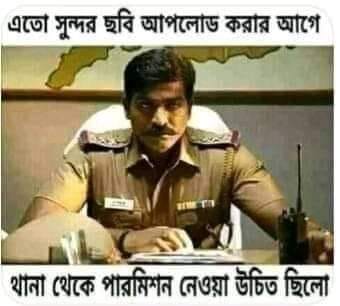 এতো সুন্দর ছবি আপলোড করার আগে
থানা থেকে পারমিশন নেওয়া উচিত ছিলো